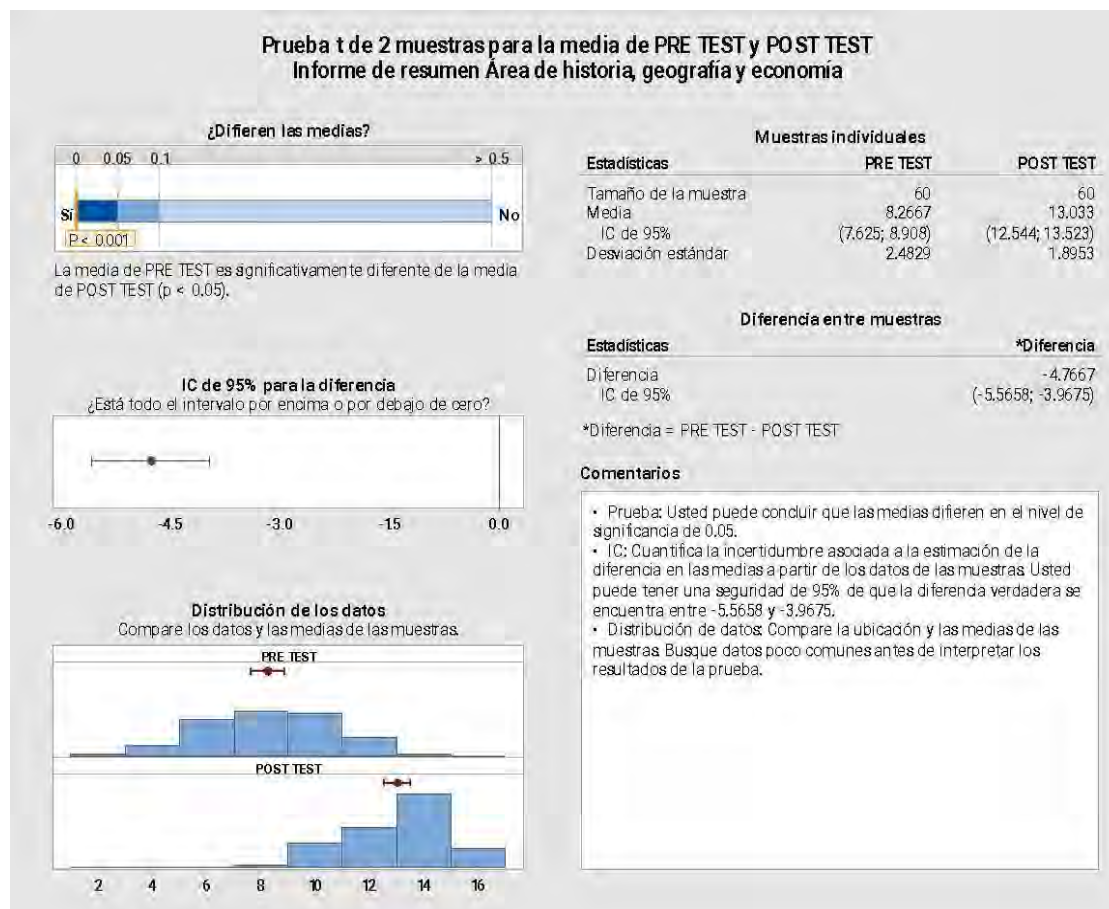 Prueba t de 2 muestras para la media de PRE TEST y POST TEST
Informe de resumen Área de historia, geografía y economía
¿Difieren las medias?
0 0.05 0.1 > 0.5
Sí No
P < 0.001
La media de PRE TEST es significativamente diferente de la media
de POST TEST (p < 0.05).
IC de 95% para la diferencia
¿Está todo el intervalo por encima o por debajo de cero?
-6.0 -4.5 -3.0 -1.5 0.0
Distribución de los datos
Compare los datos y las medias de las muestras.
PRE TEST
POST TEST
2 4 6 8 10 12 14 16
Muestras individuales
Estadísticas PRE TEST POST TEST
Tamaño de la muestra 60 60
Media 8.2667 13.033
IC de 95% (7.625; 8.908) (12.544; 13.523)
Desviación estándar 2.4829 1.8953
Diferencia entre muestras
Estadísticas *Diferencia
Diferencia -4.7667
IC de 95% (-5.5658; -3.9675)
*Diferencia = PRE TEST - POST TEST
Comentarios
• Prueba: Usted puede concluir que las medias difieren en el nivel de
significancia de 0.05.
• IC: Cuantifica la incertidumbre asociada a la estimación de la
diferencia en las medias a partir de los datos de las muestras. Usted
puede tener una seguridad de 95% de que la diferencia verdadera se
encuentra entre -5.5658 y -3.9675.
• Distribución de datos: Compare la ubicación y las medias de las
muestras. Busque datos poco comunes antes de interpretar los
resultados de la prueba.